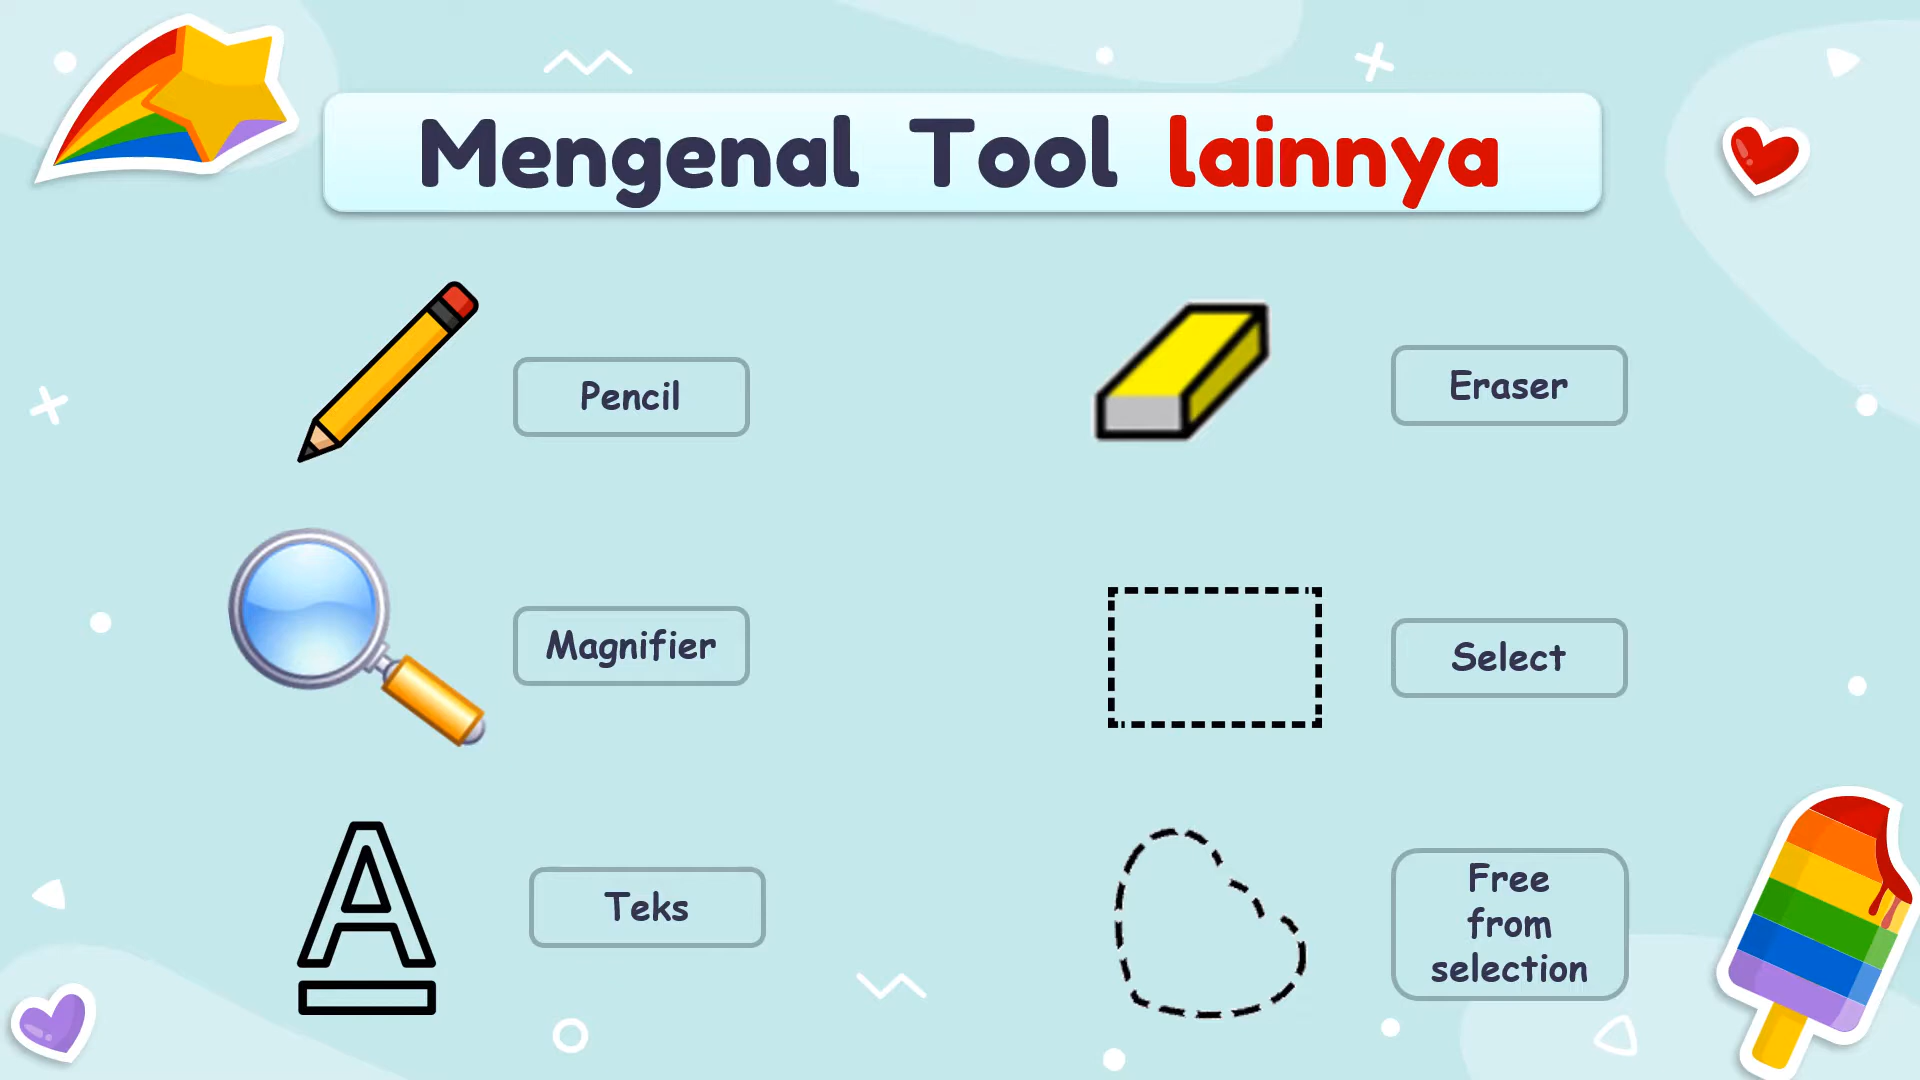 Mengenal Tool lainnya
Pencil
Eraser
Magnifier
Select
Teks
Free
from
selection